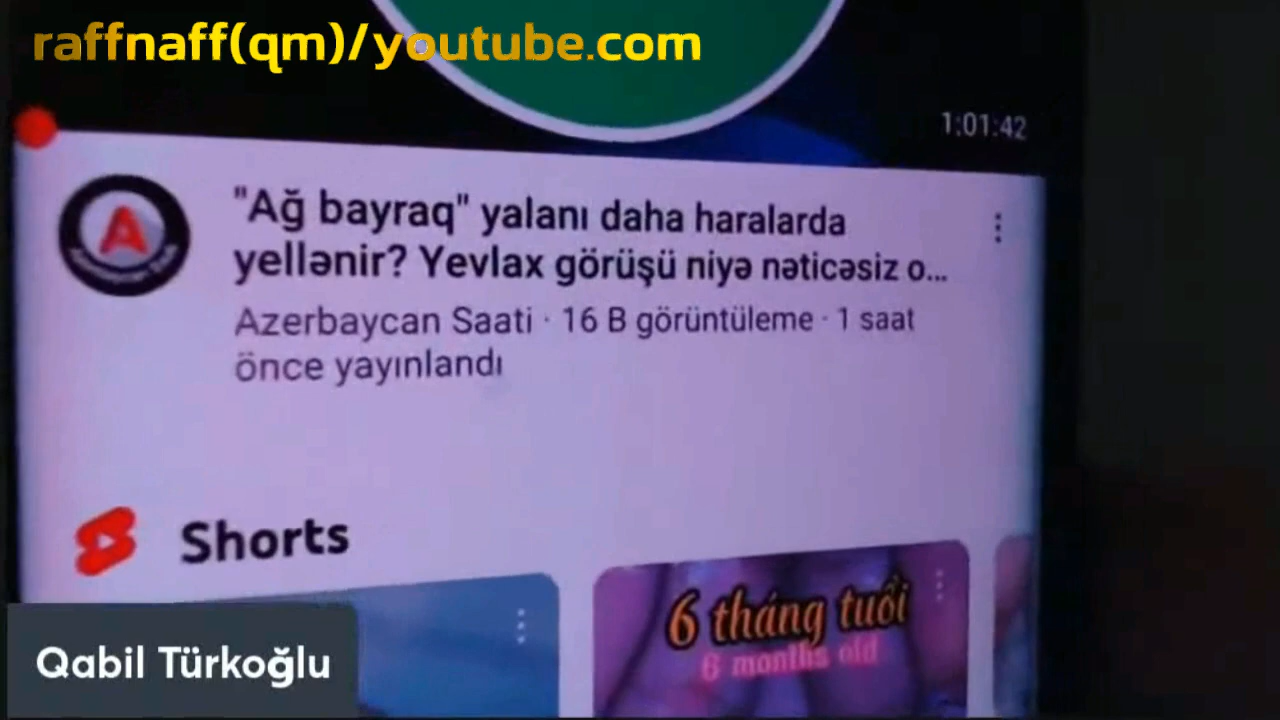 raffnaff(qm)/youtube.com
1:01:42
"Ağ bayraq" yalanı daha haralarda
yellənir? Yevlax görüşü niyə nəticəsiz o...
Azerbaycan Saati · 16 B görüntüleme · 1 saat
önce yayınlandı
Shorts
6 tháng tuổi
6 months old
Qabil Türkoğlu